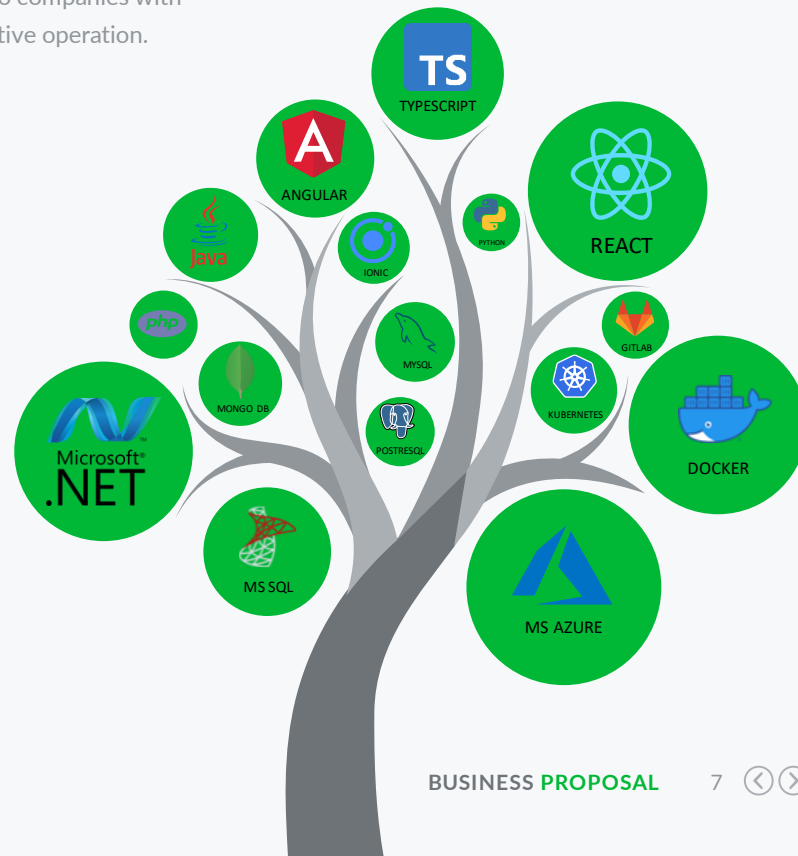 companies with
tive operation.
TS
TYPESCRIPT
A
ANGULAR
Java
IONIC
PYTHON
REACT
php
MONGO DB
MYSQL
GITLAB
KUBERNETES
POSTRESQL
Microsoft®
.NET™
DOCKER
MS SQL
MS AZURE
BUSINESS PROPOSAL 7